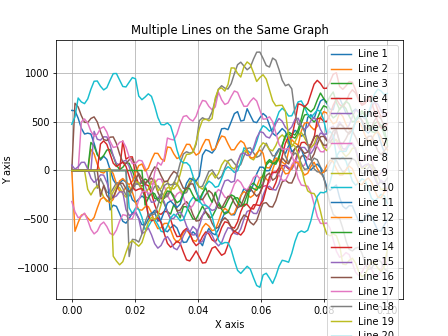 Multiple Lines on the Same Graph
Y axis
1000
500
0
−500
−1000
0.00
0.02
0.04
0.06
X axis
Line 1
Line 2
Line 3
Line 4
Line 5
Line 6
Line 7
Line 8
Line 9
Line 10
Line 11
Line 12
Line 13
Line 14
Line 15
Line 16
Line 17
Line 18
Line 19
Line 20